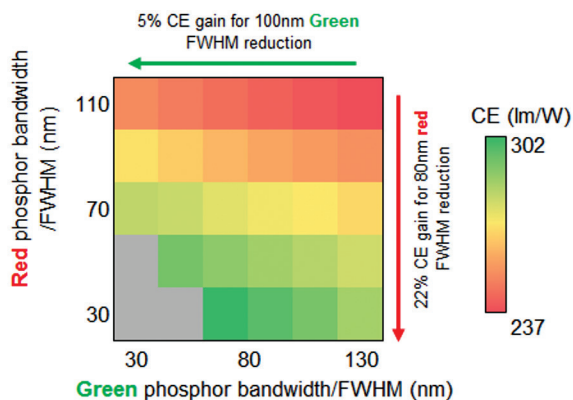 5% CE gain for 100nm Green
FWHM reduction
Red phosphor bandwidth
/FWHM (nm)
110
70
30
30
80
130
Green phosphor bandwidth/FWHM (nm)
22% CE gain for 80nm red
FWHM reduction
CE (lm/W)
302
237